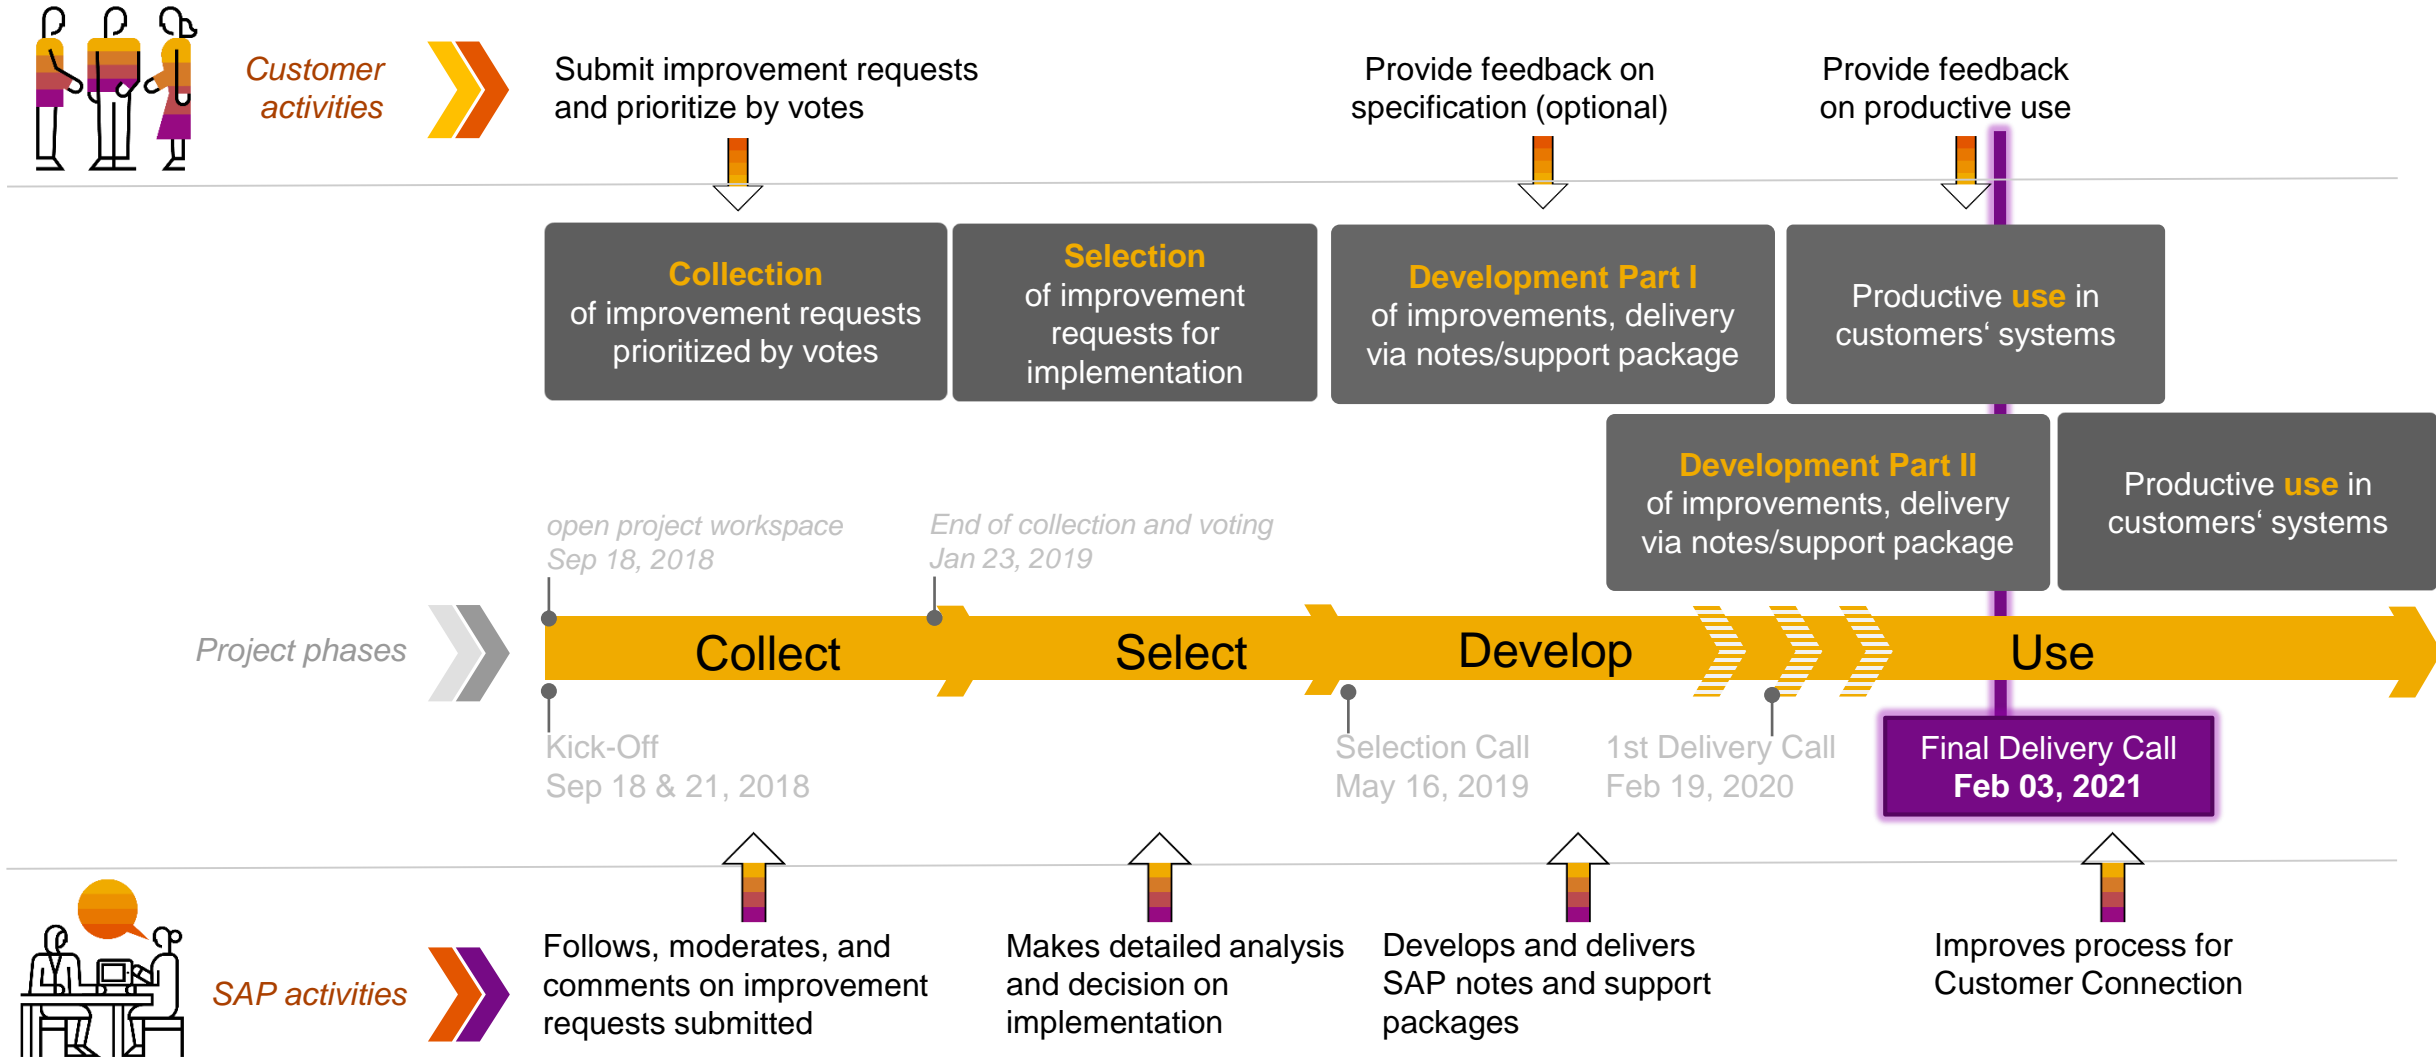 Customer
activities
Submit improvement requests
and prioritize by votes
Provide feedback on
specification (optional)
Provide feedback
on productive use
Collection
of improvement requests
prioritized by votes
Selection
of improvement
requests for
implementation
Development Part I
of improvements, delivery
via notes/support package
Productive use in
customers‘ systems
Development Part II
of improvements, delivery
via notes/support package
Productive use in
customers‘ systems
open project workspace
Sep 18, 2018
End of collection and voting
Jan 23, 2019
Project phases
Collect
Select
Develop
Use
Kick-Off
Sep 18 & 21, 2018
Selection Call
May 16, 2019
1st Delivery Call
Feb 19, 2020
Final Delivery Call
Feb 03, 2021
SAP activities
Follows, moderates, and
comments on improvement
requests submitted
Makes detailed analysis
and decision on
implementation
Develops and delivers
SAP notes and support
packages
Improves process for
Customer Connection